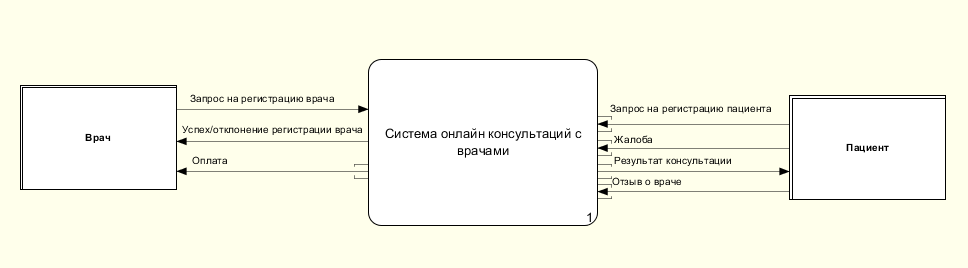 Врач
Запрос на регистрацию врача
Успех/отклонение регистрации врача
Оплата
Система онлайн консультаций с
врачами
1
Запрос на регистрацию пациента
Жалоба
Результат консультации
Отзыв о враче
Пациент